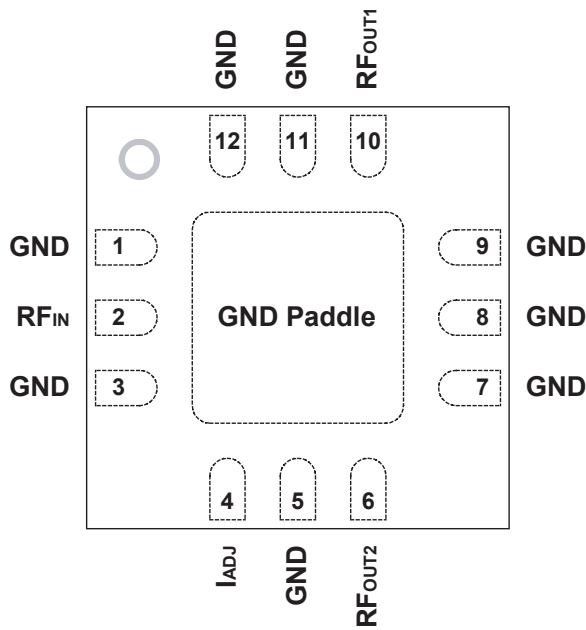 GND
GND
RFOUT1
12
11
10
GND
1
9
GND
RFIN
2
GND Paddle
8
GND
GND
3
7
GND
4
5
6
IADJ
GND
RFOUT2